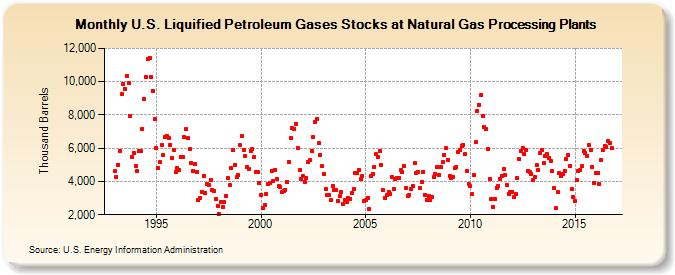 Monthly U.S. Liquified Petroleum Gases Stocks at Natural Gas Processing Plants
Thousand Barrels
12,000
10,000
8,000
6,000
4,000
2,000
1995 2000 2005 2010 2015
Source: U.S. Energy Information Administration